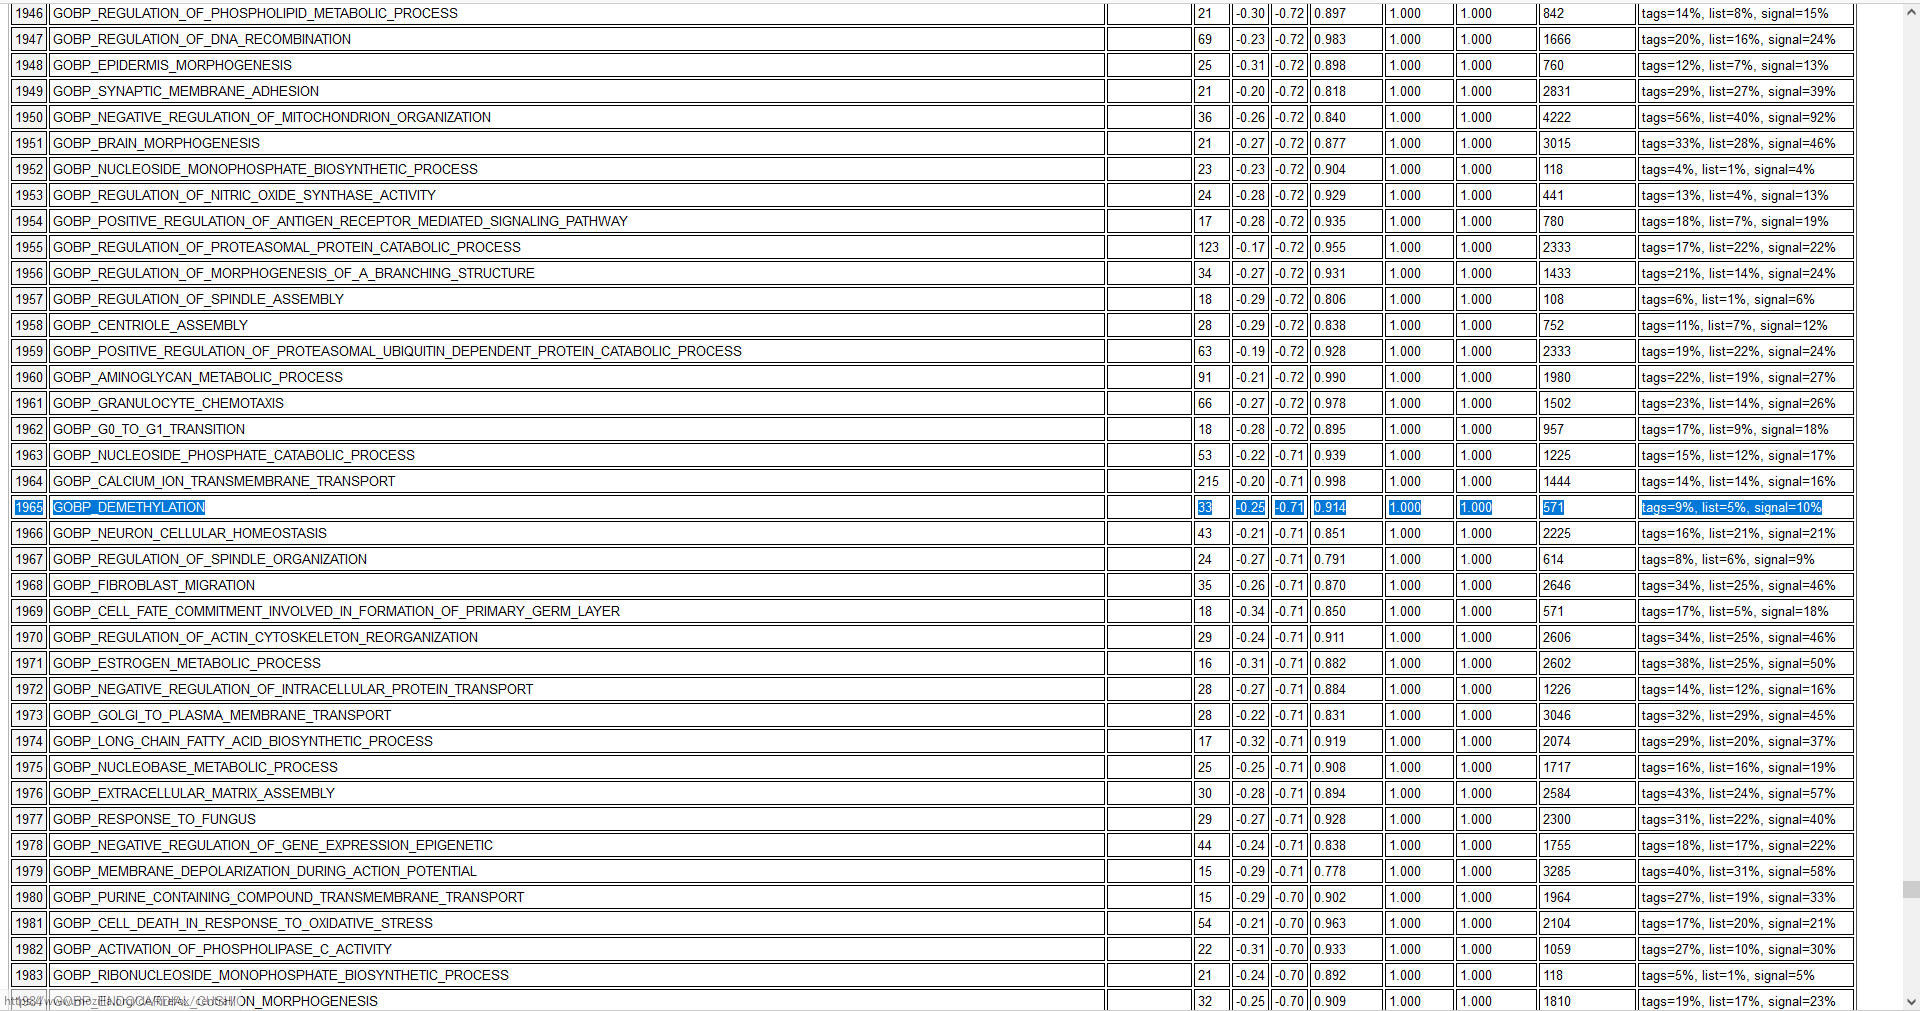 1946 GOBP_REGULATION_OF_PHOSPHOLIPID_METABOLIC_PROCESS 21 -0.30 -0.72 0.897 1.000 1.000 842 tags=14%, list=8%, signal=15%
1947 GOBP_REGULATION_OF_DNA_RECOMBINATION 69 -0.23 -0.72 0.983 1.000 1.000 1666 tags=20%, list=16%, signal=24%
1948 GOBP_EPIDERMIS_MORPHOGENESIS 25 -0.31 -0.72 0.898 1.000 1.000 760 tags=12%, list=7%, signal=13%
1949 GOBP_SYNAPTIC_MEMBRANE_ADHESION 21 -0.20 -0.72 0.818 1.000 1.000 2831 tags=29%, list=27%, signal=39%
1950 GOBP_NEGATIVE_REGULATION_OF_MITOCHONDRION_ORGANIZATION 36 -0.26 -0.72 0.840 1.000 1.000 4222 tags=56%, list=40%, signal=92%
1951 GOBP_BRAIN_MORPHOGENESIS 21 -0.27 -0.72 0.877 1.000 1.000 3015 tags=33%, list=28%, signal=46%
1952 GOBP_NUCLEOSIDE_MONOPHOSPHATE_BIOSYNTHETIC_PROCESS 23 -0.23 -0.72 0.904 1.000 1.000 118 tags=4%, list=1%, signal=4%
1953 GOBP_REGULATION_OF_NITRIC_OXIDE_SYNTHASE_ACTIVITY 24 -0.28 -0.72 0.929 1.000 1.000 441 tags=13%, list=4%, signal=13%
1954 GOBP_POSITIVE_REGULATION_OF_ANTIGEN_RECEPTOR_MEDIATED_SIGNALING_PATHWAY 17 -0.28 -0.72 0.935 1.000 1.000 780 tags=18%, list=7%, signal=19%
1955 GOBP_REGULATION_OF_PROTEASOMAL_PROTEIN_CATABOLIC_PROCESS 123 -0.17 -0.72 0.955 1.000 1.000 2333 tags=17%, list=22%, signal=22%
1956 GOBP_REGULATION_OF_MORPHOGENESIS_OF_A_BRANCHING_STRUCTURE 34 -0.27 -0.72 0.931 1.000 1.000 1433 tags=21%, list=14%, signal=24%
1957 GOBP_REGULATION_OF_SPINDLE_ASSEMBLY 18 -0.29 -0.72 0.806 1.000 1.000 108 tags=6%, list=1%, signal=6%
1958 GOBP_CENTRIOLE_ASSEMBLY 28 -0.29 -0.72 0.838 1.000 1.000 752 tags=11%, list=7%, signal=12%
1959 GOBP_POSITIVE_REGULATION_OF_PROTEASOMAL_UBIQUITIN_DEPENDENT_PROTEIN_CATABOLIC_PROCESS 63 -0.19 -0.72 0.928 1.000 1.000 2333 tags=19%, list=22%, signal=24%
1960 GOBP_AMINOGLYCAN_METABOLIC_PROCESS 91 -0.21 -0.72 0.990 1.000 1.000 1980 tags=22%, list=19%, signal=27%
1961 GOBP_GRANULOCYTE_CHEMOTAXIS 66 -0.27 -0.72 0.978 1.000 1.000 1502 tags=23%, list=14%, signal=26%
1962 GOBP_G0_TO_G1_TRANSITION 18 -0.28 -0.72 0.895 1.000 1.000 957 tags=17%, list=9%, signal=18%
1963 GOBP_NUCLEOSIDE_PHOSPHATE_CATABOLIC_PROCESS 53 -0.22 -0.71 0.939 1.000 1.000 1225 tags=15%, list=12%, signal=17%
1964 GOBP_CALCIUM_ION_TRANSMEMBRANE_TRANSPORT 215 -0.20 -0.71 0.998 1.000 1.000 1444 tags=14%, list=14%, signal=16%
1965 GOBP_DEMETHYLATION 33 -0.25 -0.71 0.914 1.000 1.000 571 tags=9%, list=5%, signal=10%
1966 GOBP_NEURON_CELLULAR_HOMEOSTASIS 43 -0.21 -0.71 0.851 1.000 1.000 2225 tags=16%, list=21%, signal=21%
1967 GOBP_REGULATION_OF_SPINDLE_ORGANIZATION 24 -0.27 -0.71 0.791 1.000 1.000 614 tags=8%, list=6%, signal=9%
1968 GOBP_FIBROBLAST_MIGRATION 35 -0.26 -0.71 0.870 1.000 1.000 2646 tags=34%, list=25%, signal=46%
1969 GOBP_CELL_FATE_COMMITMENT_INVOLVED_IN_FORMATION_OF_PRIMARY_GERM_LAYER 18 -0.34 -0.71 0.850 1.000 1.000 571 tags=17%, list=5%, signal=18%
1970 GOBP_REGULATION_OF_ACTIN_CYTOSKELETON_REORGANIZATION 29 -0.24 -0.71 0.911 1.000 1.000 2606 tags=34%, list=25%, signal=46%
1971 GOBP_ESTROGEN_METABOLIC_PROCESS 16 -0.31 -0.71 0.882 1.000 1.000 2602 tags=38%, list=25%, signal=50%
1972 GOBP_NEGATIVE_REGULATION_OF_INTRACELLULAR_PROTEIN_TRANSPORT 28 -0.27 -0.71 0.884 1.000 1.000 1226 tags=14%, list=12%, signal=16%
1973 GOBP_GOLGI_TO_PLASMA_MEMBRANE_TRANSPORT 28 -0.22 -0.71 0.831 1.000 1.000 3046 tags=32%, list=29%, signal=45%
1974 GOBP_LONG_CHAIN_FATTY_ACID_BIOSYNTHETIC_PROCESS 17 -0.32 -0.71 0.919 1.000 1.000 2074 tags=29%, list=20%, signal=37%
1975 GOBP_NUCLEOBASE_METABOLIC_PROCESS 25 -0.25 -0.71 0.908 1.000 1.000 1717 tags=16%, list=16%, signal=19%
1976 GOBP_EXTRACELLULAR_MATRIX_ASSEMBLY 30 -0.28 -0.71 0.894 1.000 1.000 2584 tags=43%, list=24%, signal=57%
1977 GOBP_RESPONSE_TO_FUNGUS 29 -0.27 -0.71 0.928 1.000 1.000 2300 tags=31%, list=22%, signal=40%
1978 GOBP_NEGATIVE_REGULATION_OF_GENE_EXPRESSION_EPIGENETIC 44 -0.24 -0.71 0.838 1.000 1.000 1755 tags=18%, list=17%, signal=22%
1979 GOBP_MEMBRANE_DEPOLARIZATION_DURING_ACTION_POTENTIAL 15 -0.29 -0.71 0.778 1.000 1.000 3285 tags=40%, list=31%, signal=58%
1980 GOBP_PURINE_CONTAINING_COMPOUND_TRANSMEMBRANE_TRANSPORT 15 -0.29 -0.70 0.902 1.000 1.000 1964 tags=27%, list=19%, signal=33%
1981 GOBP_CELL_DEATH_IN_RESPONSE_TO_OXIDATIVE_STRESS 54 -0.21 -0.70 0.963 1.000 1.000 2104 tags=17%, list=20%, signal=21%
1982 GOBP_ACTIVATION_OF_PHOSPHOLIPASE_C_ACTIVITY 22 -0.31 -0.70 0.933 1.000 1.000 1059 tags=27%, list=10%, signal=30%
1983 GOBP_RIBONUCLEOSIDE_MONOPHOSPHATE_BIOSYNTHETIC_PROCESS 21 -0.24 -0.70 0.892 1.000 1.000 118 tags=5%, list=1%, signal=5%
1984 ON_MORPHOGENESIS 32 -0.25 -0.70 0.909 1.000 1.000 1810 tags=19%, list=17%, signal=23%